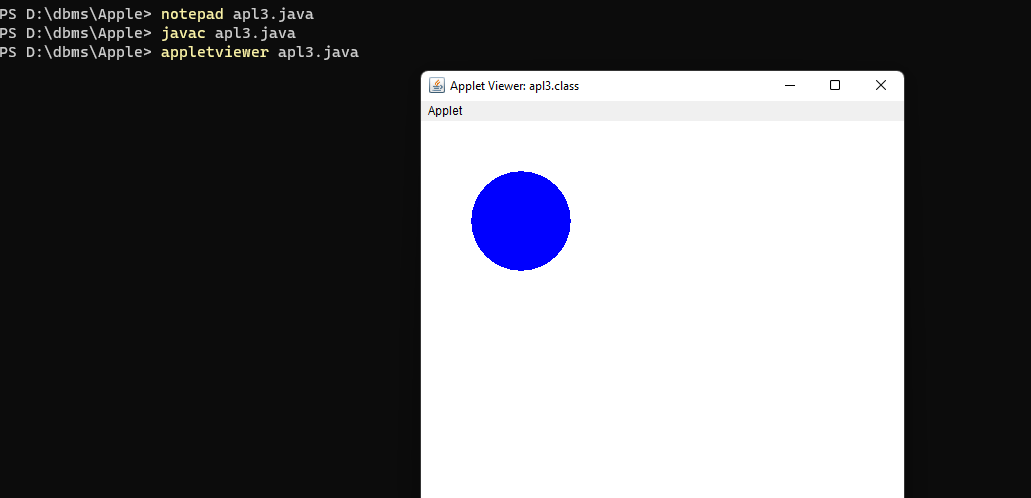 PS D:\dbms\Apple> notepad apl3.java
PS D:\dbms\Apple> javac apl3.java
PS D:\dbms\Apple> appletviewer apl3.java
Applet Viewer: apl3.class
Applet